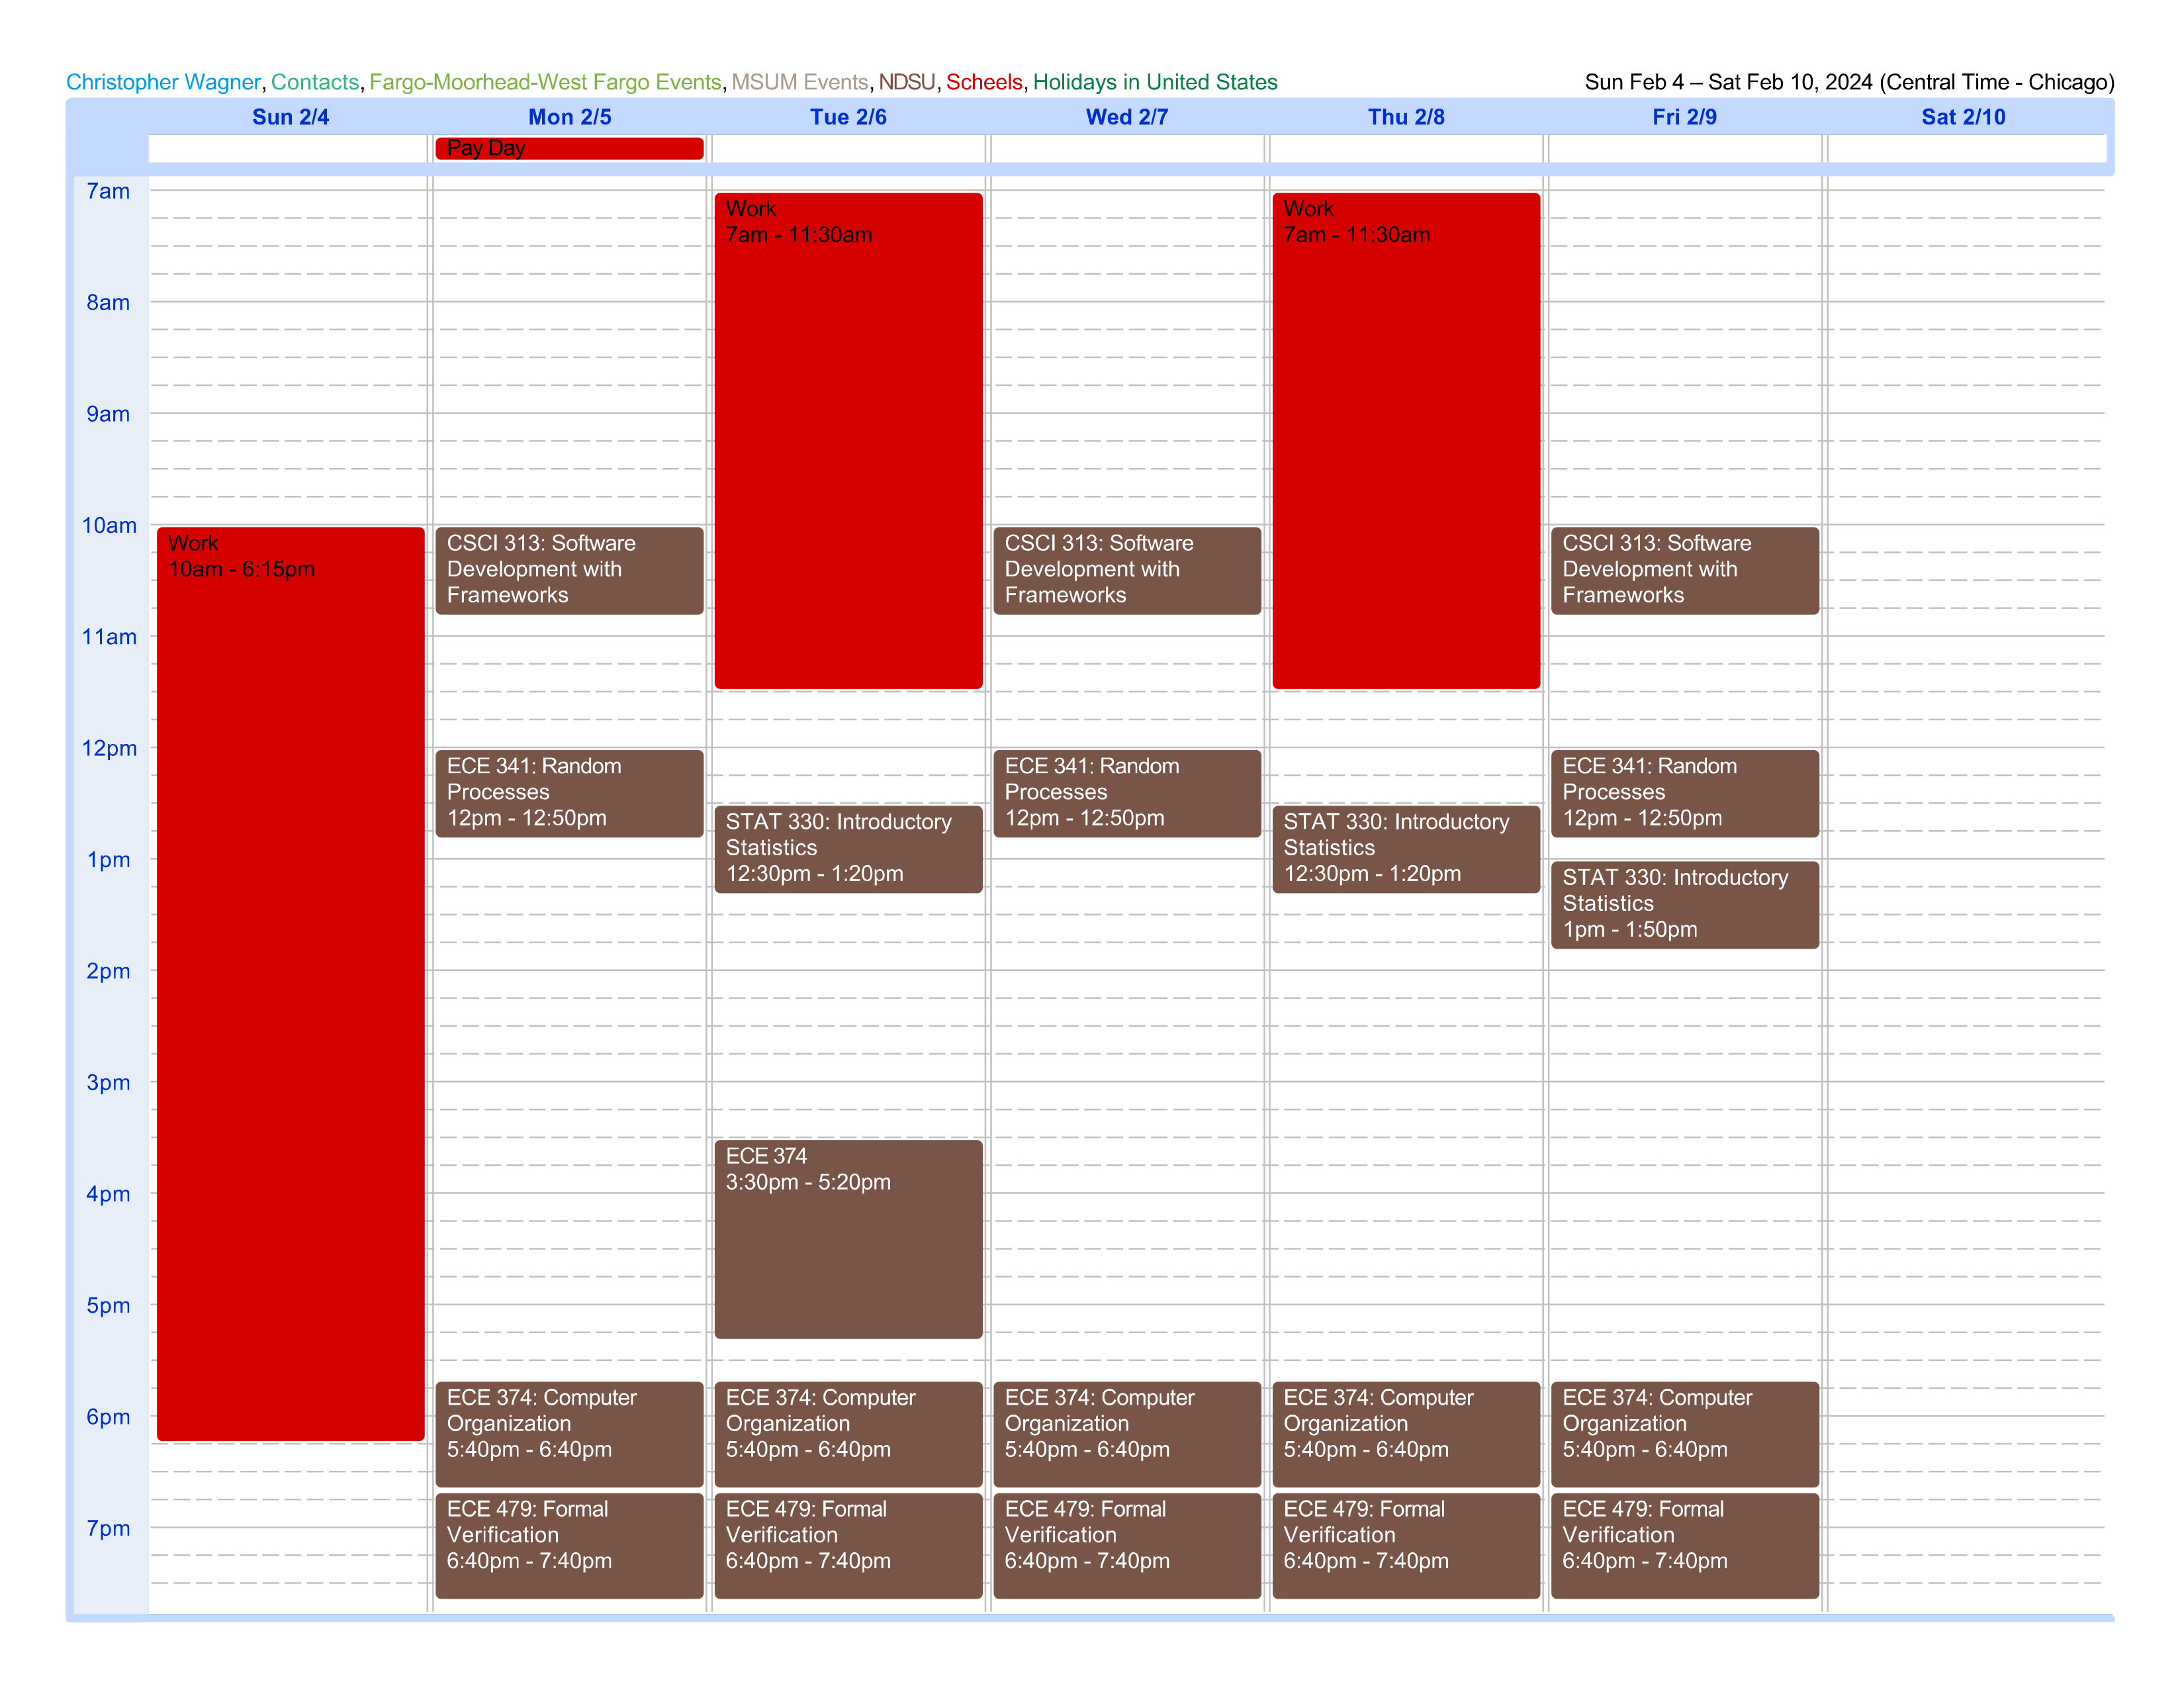 Christopher Wagner, Contacts, Fargo-Moorhead-West Fargo Events, MSUM Events, NDSU, Scheels, Holidays in United States
Sun Feb 4 – Sat Feb 10, 2024 (Central Time - Chicago)
Sun 2/4
Mon 2/5
Tue 2/6
Wed 2/7
Thu 2/8
Fri 2/9
Sat 2/10
Pay Day
7am
8am
9am
10am
11am
12pm
1pm
2pm
3pm
4pm
5pm
6pm
7pm
Work
10am - 6:15pm
CSCI 313: Software
Development with
Frameworks
ECE 341: Random
Processes
12pm - 12:50pm
ECE 374: Computer
Organization
5:40pm - 6:40pm
ECE 479: Formal
Verification
6:40pm - 7:40pm
Work
7am - 11:30am
STAT 330: Introductory
Statistics
12:30pm - 1:20pm
ECE 374
3:30pm - 5:20pm
ECE 374: Computer
Organization
5:40pm - 6:40pm
ECE 479: Formal
Verification
6:40pm - 7:40pm
CSCI 313: Software
Development with
Frameworks
ECE 341: Random
Processes
12pm - 12:50pm
ECE 374: Computer
Organization
5:40pm - 6:40pm
ECE 479: Formal
Verification
6:40pm - 7:40pm
Work
7am - 11:30am
STAT 330: Introductory
Statistics
12:30pm - 1:20pm
ECE 374: Computer
Organization
5:40pm - 6:40pm
ECE 479: Formal
Verification
6:40pm - 7:40pm
CSCI 313: Software
Development with
Frameworks
ECE 341: Random
Processes
12pm - 12:50pm
STAT 330: Introductory
Statistics
1pm - 1:50pm
ECE 374: Computer
Organization
5:40pm - 6:40pm
ECE 479: Formal
Verification
6:40pm - 7:40pm